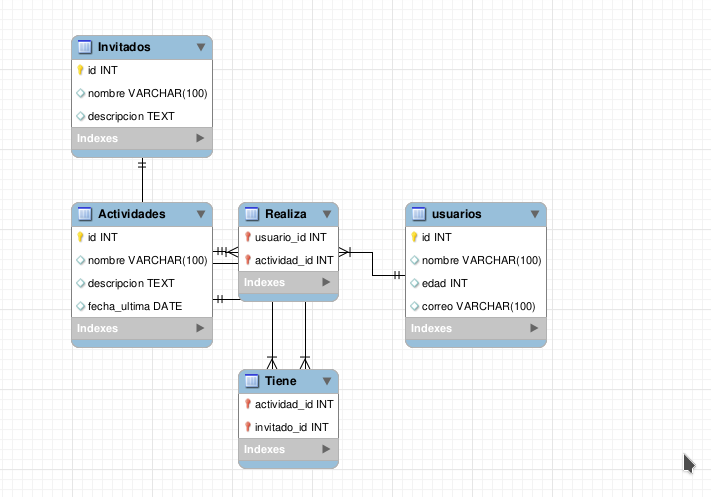 Invitados
id INT
nombre VARCHAR(100)
descripcion TEXT
Indexes
Actividades
id INT
nombre VARCHAR(100)
descripcion TEXT
fecha_ultima DATE
Indexes
Realiza
usuario_id INT
actividad_id INT
Indexes
usuarios
id INT
nombre VARCHAR(100)
edad INT
correo VARCHAR(100)
Indexes
Tiene
actividad_id INT
invitado_id INT
Indexes